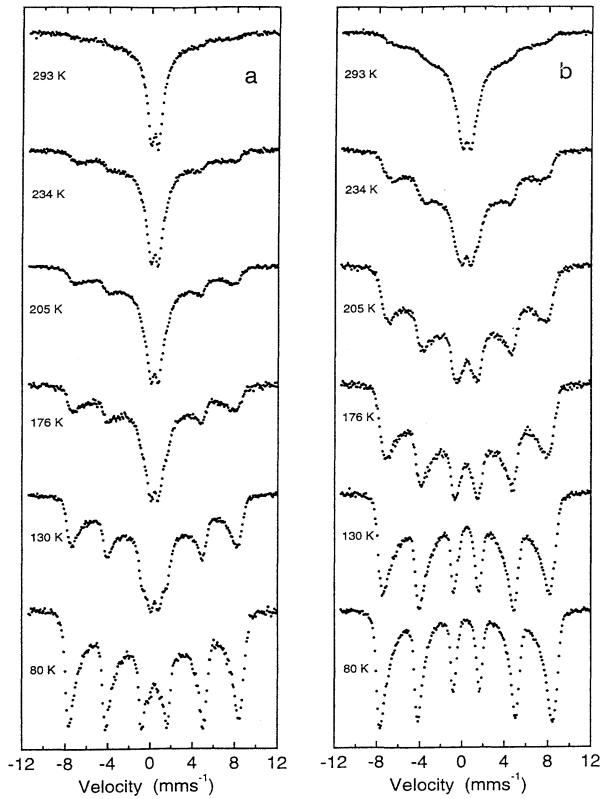 a
293 K
234 K
205 K
176 K
130 K
80 K
-12 -8 -4 0 4 8 12
Velocity (mms-1)
b
293 K
234 K
205 K
176 K
130 K
80 K
-12 -8 -4 0 4 8 12
Velocity (mms-1)